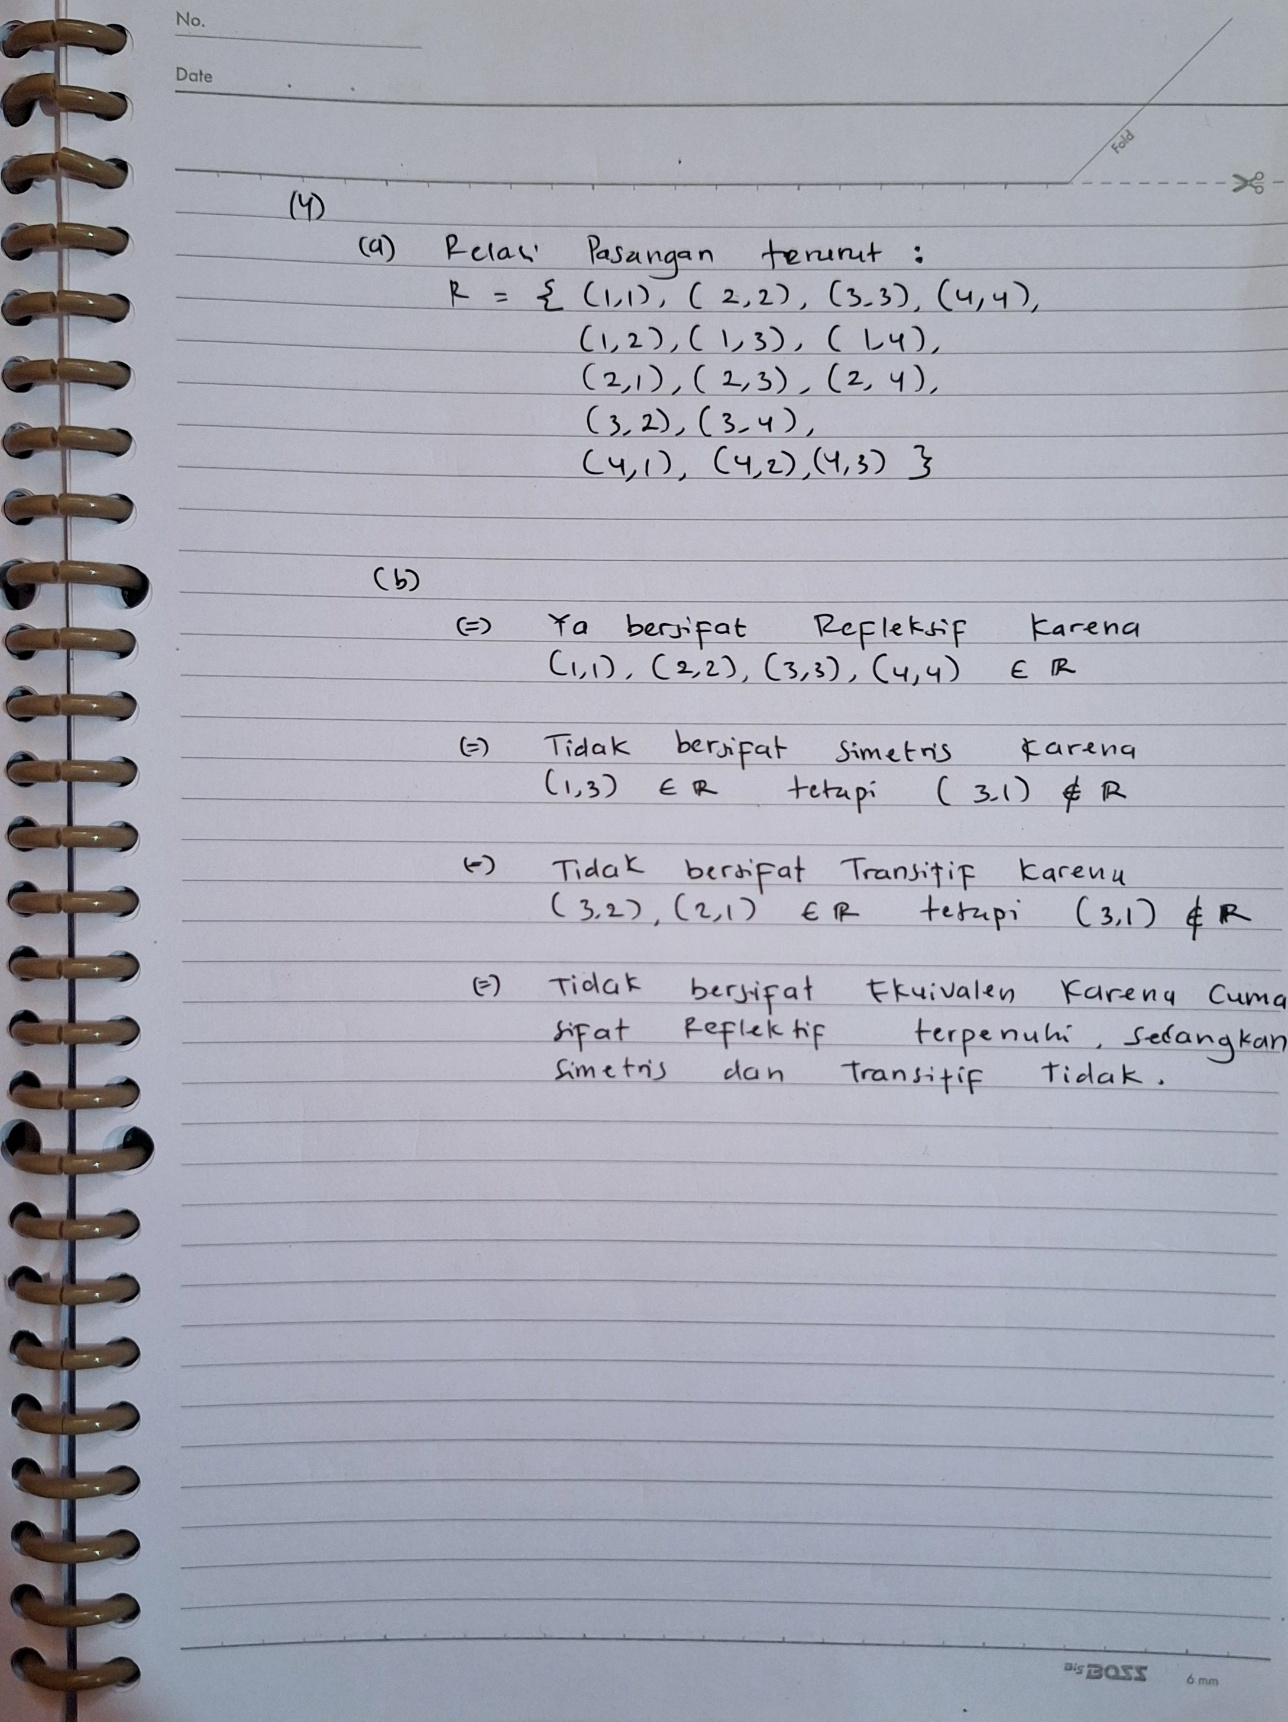 No.
Date
Fold
(4)
(a) Relasi Pasangan terurut :
R = { (1,1), (2,2), (3,3), (4,4),
(1,2), (1,3), (1,4),
(2,1), (2,3), (2,4),
(3,2), (3,4),
(4,1), (4,2), (4,3) }
(b)
(=) Ya bersifat Refleksif Karena
(1,1), (2,2), (3,3), (4,4) ∈ R
(=) Tidak bersifat Simetris Karena
(1,3) ∈ R tetapi (3,1) ∉ R
(=) Tidak bersifat Transitif Karena
(3,2), (2,1) ∈ R tetapi (3,1) ∉ R
(=) Tidak bersifat Ekuivalen Karena Cuma
sifat Reflektif terpenuhi, sedangkan
Simetris dan Transitif Tidak.
Big BOSS 6 mm